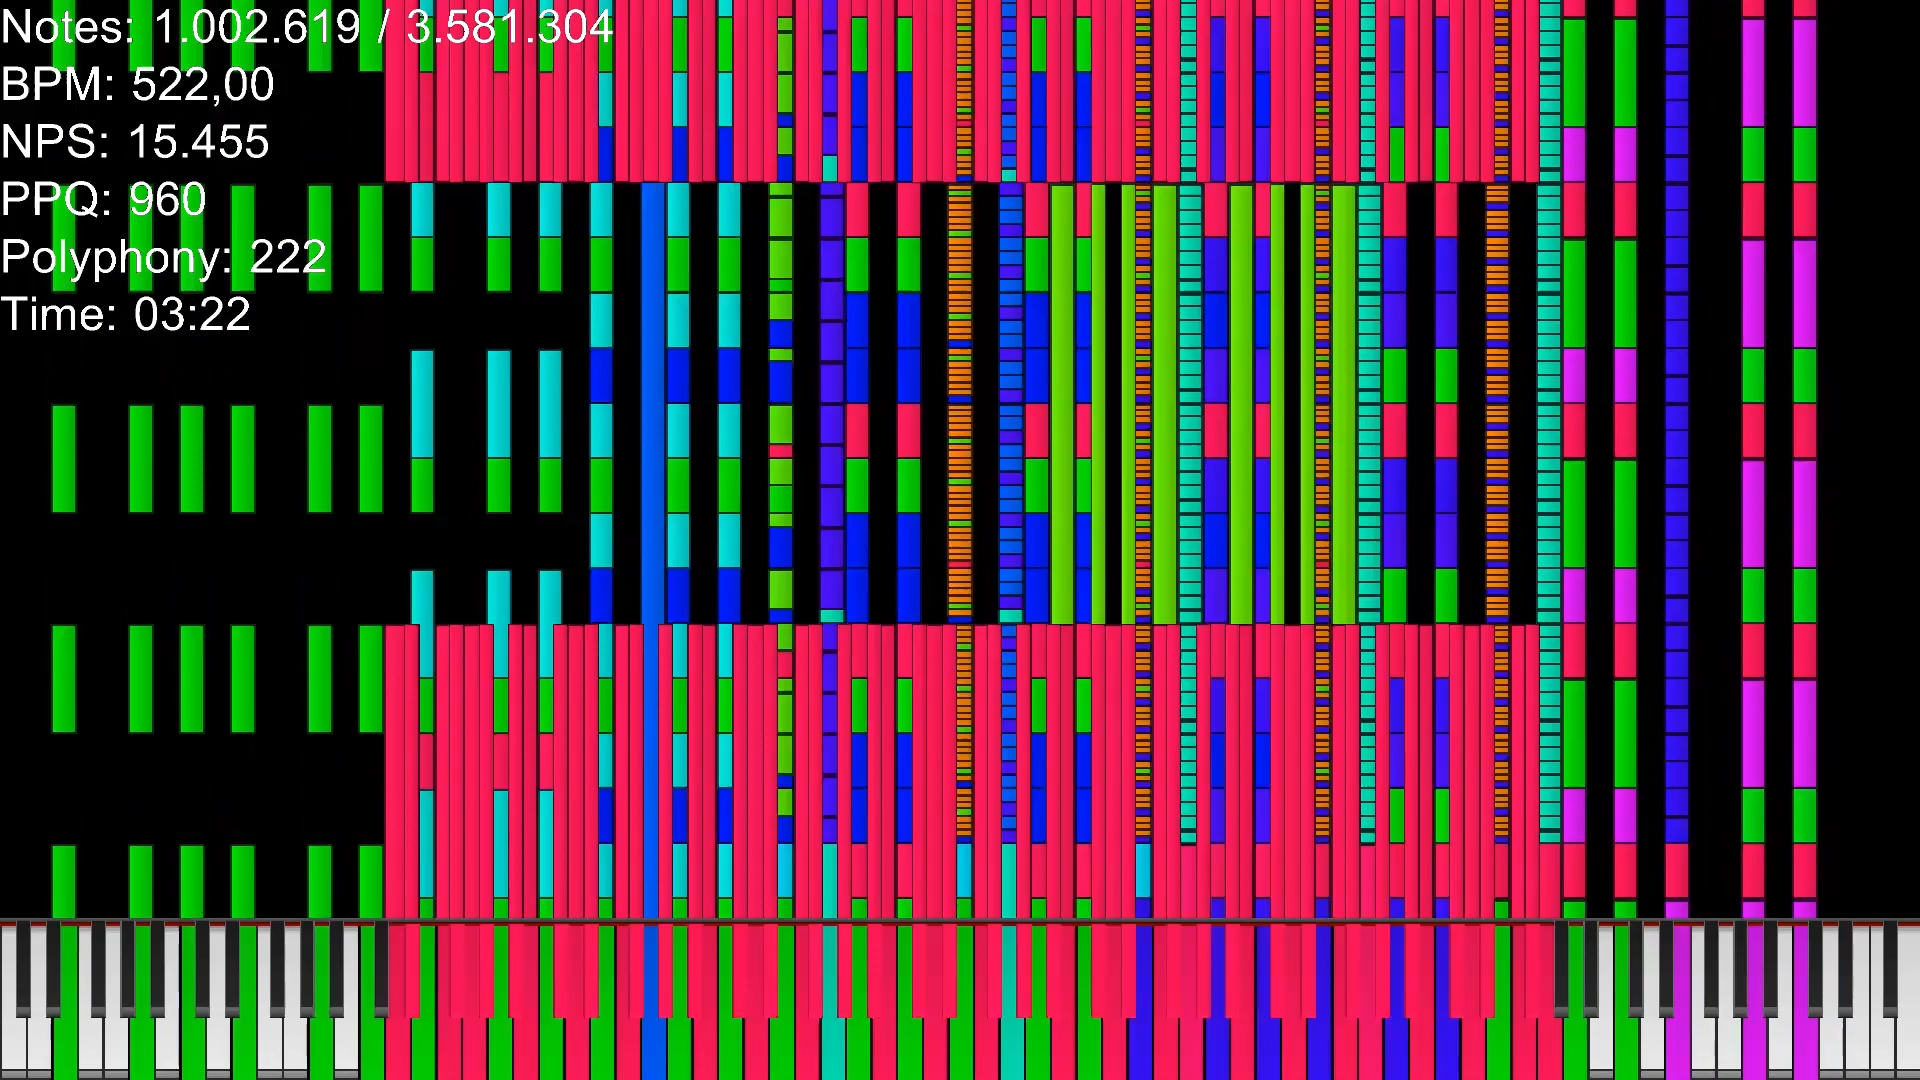 Notes: 1.002.619 / 3.581.304
BPM: 522,00
NPS: 15.455
PPQ: 960
Polyphony: 222
Time: 03:22